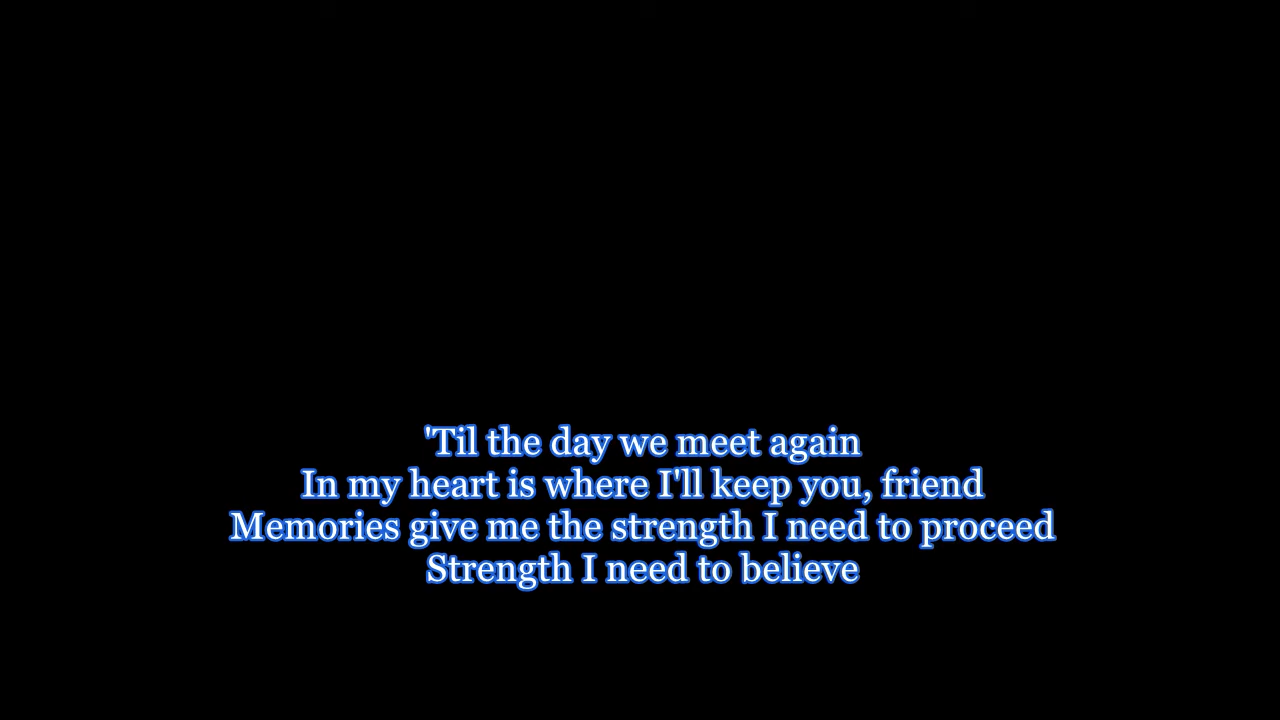 'Til the day we meet again
In my heart is where I'll keep you, friend
Memories give me the strength I need to proceed
Strength I need to believe